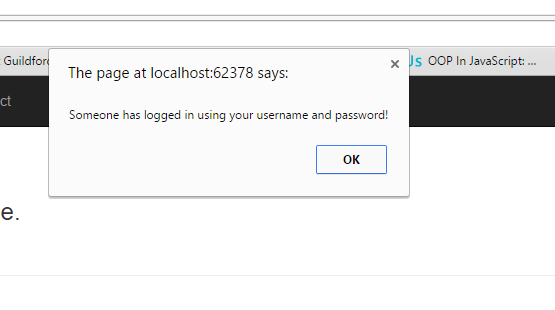 Guildford
Js OOP In JavaScript: ...
The page at localhost:62378 says:
ct
Someone has logged in using your username and password!
OK
e.